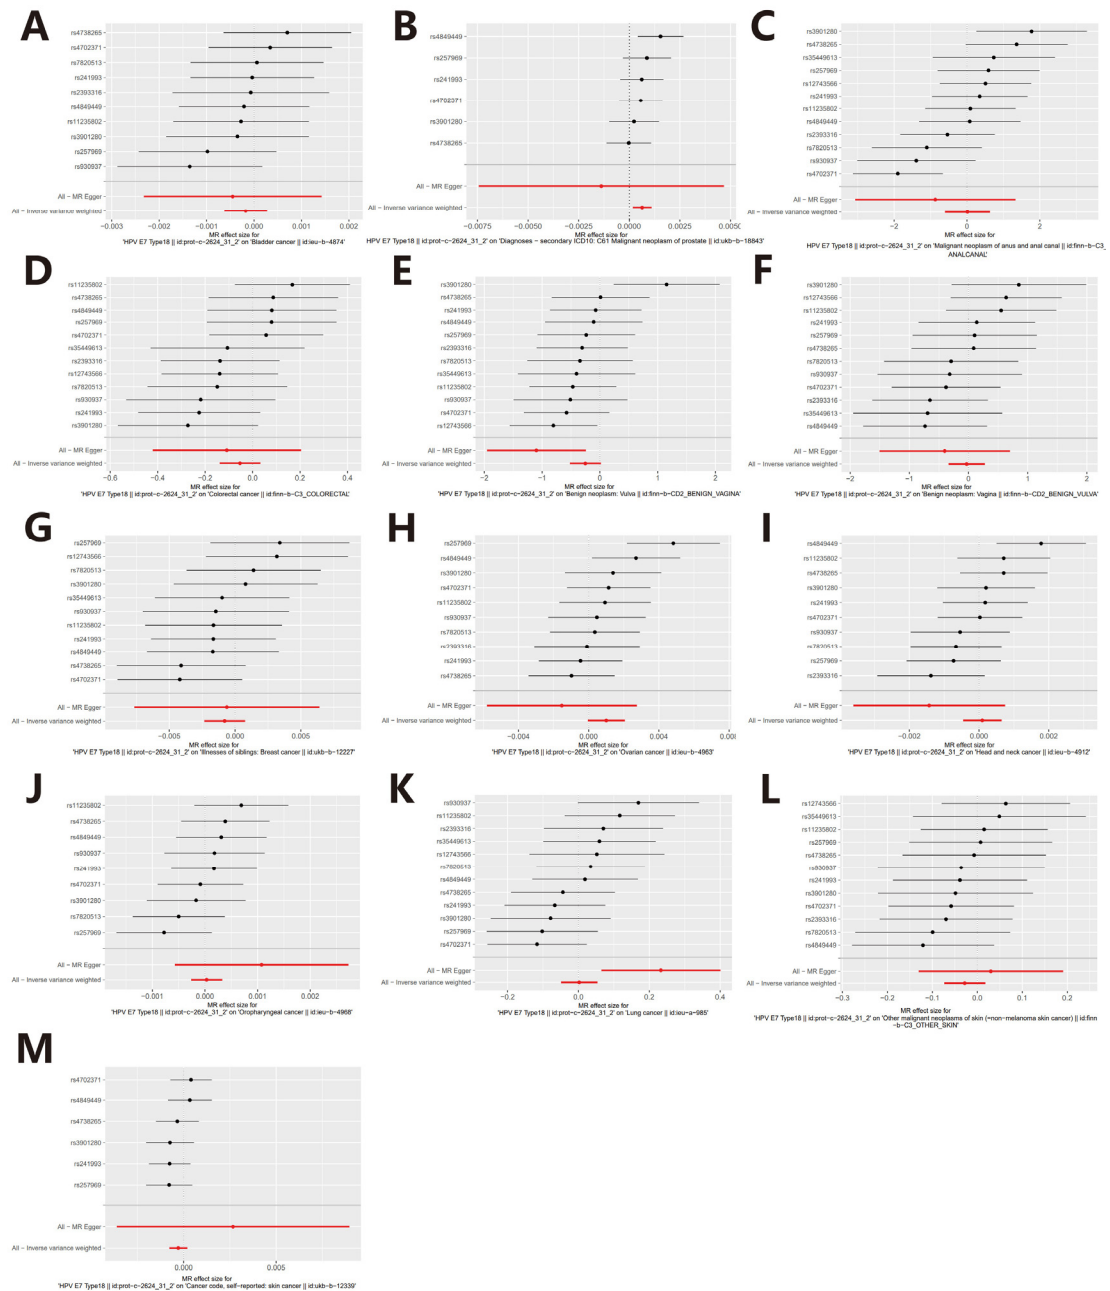 A
rs4738265
rs4702371
rs7820513
rs241993
rs2393316
rs4849449
rs11235802
rs3901280
rs257969
rs930937
All − MR Egger
All − Inverse variance weighted
−0.003 −0.002 −0.001 0.000 0.001 0.002
MR effect size for
'HPV E7 Type18 || id:prot−c−2624_31_2' on 'Bladder cancer || id:ieu−b−4874'
B
rs4849449
rs257969
rs241993
rs4702371
rs3901280
rs4738265
All − MR Egger
All − Inverse variance weighted
−0.0075 −0.0050 −0.0025 0.0000 0.0025 0.0050
MR effect size for
'HPV E7 Type18 || id:prot−c−2624_31_2' on 'Diagnoses − secondary ICD10: C61 Malignant neoplasm of prostate || id:ukb−b−16843'
C
rs3901280
rs4738265
rs35449613
rs257969
rs12743566
rs241993
rs11235802
rs4849449
rs2393316
rs7820513
rs930937
rs4702371
All − MR Egger
All − Inverse variance weighted
−2 0 2
MR effect size for
'HPV E7 Type18 || id:prot−c−2624_31_2' on 'Malignant neoplasm of anus and anal canal || id:finn−b−C3_
ANALCANAL'
D
rs11235802
rs4738265
rs4849449
rs257969
rs4702371
rs35449613
rs2393316
rs12743566
rs7820513
rs930937
rs241993
rs3901280
All − MR Egger
All − Inverse variance weighted
−0.6 −0.4 −0.2 0.0 0.2 0.4
MR effect size for
'HPV E7 Type18 || id:prot−c−2624_31_2' on 'Colorectal cancer || id:finn−b−C3_COLORECTAL'
E
rs3901280
rs4738265
rs241993
rs4849449
rs257969
rs2393316
rs7820513
rs35449613
rs11235802
rs930937
rs4702371
rs12743566
All − MR Egger
All − Inverse variance weighted
−2 −1 0 1 2
MR effect size for
'HPV E7 Type18 || id:prot−c−2624_31_2' on 'Benign neoplasm: Vulva || id:finn−b−CD2_BENIGN_VAGINA'
F
rs3901280
rs12743566
rs11235802
rs241993
rs257969
rs4738265
rs7820513
rs930937
rs4702371
rs2393316
rs35449613
rs4849449
All − MR Egger
All − Inverse variance weighted
−2 −1 0 1 2
MR effect size for
'HPV E7 Type18 || id:prot−c−2624_31_2' on 'Benign neoplasm: Vagina || id:finn−b−CD2_BENIGN_VULVA'
G
rs257969
rs12743566
rs7820513
rs3901280
rs35449613
rs930937
rs11235802
rs241993
rs4849449
rs4738265
rs4702371
All − MR Egger
All − Inverse variance weighted
−0.005 0.000 0.005
MR effect size for
'HPV E7 Type18 || id:prot−c−2624_31_2' on 'Illnesses of siblings: Breast cancer || id:ukb−b−12227'
H
rs257969
rs4849449
rs3901280
rs4702371
rs11235802
rs930937
rs7820513
rs2393316
rs241993
rs4738265
All − MR Egger
All − Inverse variance weighted
−0.004 0.000 0.004 0.008
MR effect size for
'HPV E7 Type18 || id:prot−c−2624_31_2' on 'Ovarian cancer || id:ieu−b−4963'
I
rs4849449
rs11235802
rs4738265
rs3901280
rs241993
rs4702371
rs930937
rs7820513
rs257969
rs2393316
All − MR Egger
All − Inverse variance weighted
−0.002 0.000 0.002
MR effect size for
'HPV E7 Type18 || id:prot−c−2624_31_2' on 'Head and neck cancer || id:ieu−b−4912'
J
rs11235802
rs4738265
rs4849449
rs930937
rs241993
rs4702371
rs3901280
rs7820513
rs257969
All − MR Egger
All − Inverse variance weighted
−0.001 0.000 0.001 0.002
MR effect size for
'HPV E7 Type18 || id:prot−c−2624_31_2' on 'Oropharyngeal cancer || id:ieu−b−4968'
K
rs930937
rs11235802
rs2393316
rs35449613
rs12743566
rs7820513
rs4849449
rs4738265
rs241993
rs3901280
rs257969
rs4702371
All − MR Egger
All − Inverse variance weighted
−0.2 0.0 0.2 0.4
MR effect size for
'HPV E7 Type18 || id:prot−c−2624_31_2' on 'Lung cancer || id:ieu−a−985'
L
rs12743566
rs35449613
rs11235802
rs257969
rs4738265
rs930937
rs241993
rs3901280
rs4702371
rs2393316
rs7820513
rs4849449
All − MR Egger
All − Inverse variance weighted
−0.3 −0.2 −0.1 0.0 0.1 0.2
MR effect size for
'HPV E7 Type18 || id:prot−c−2624_31_2' on 'Other malignant neoplasms of skin (=non−melanoma skin cancer) || id:finn
−b−C3_OTHER_SKIN'
M
rs4702371
rs4849449
rs4738265
rs3901280
rs241993
rs257969
All − MR Egger
All − Inverse variance weighted
0.000 0.005
MR effect size for
'HPV E7 Type18 || id:prot−c−2624_31_2' on 'Cancer code, self−reported: skin cancer || id:ukb−b−12339'